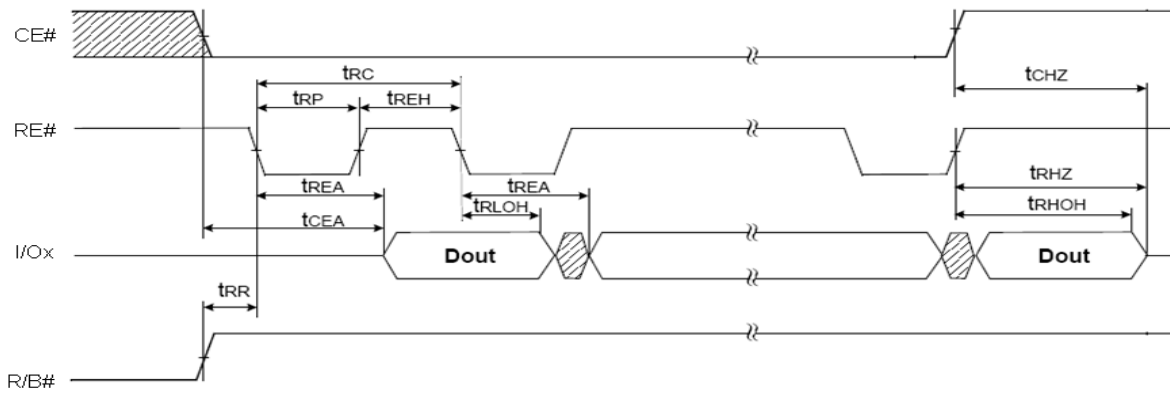 CE#
tRC
tCHZ
tRP
tREH
RE#
tREA
tREA
tRHZ
tCEA
tRLOH
tRHOH
I/Ox
Dout
Dout
tRR
R/B#